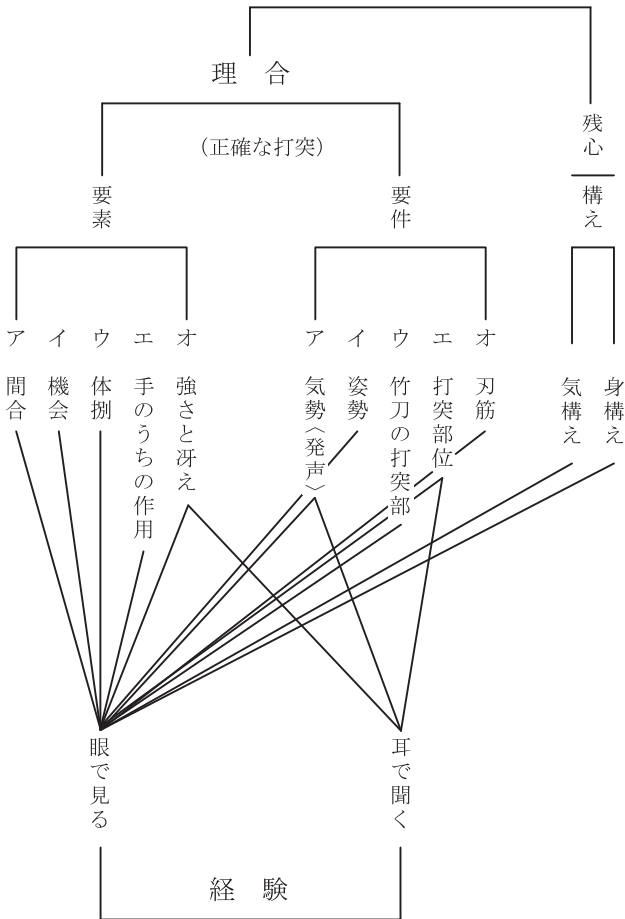 理合
(正確な打突)
残心
構え
要素
要件
ア 間合
イ 機会
ウ 体捌
エ 手のうちの作用
オ 強さと冴え
ア 気勢〈発声〉
イ 姿勢
ウ 竹刀の打突部
エ 打突部位
オ 刃筋
気構え
身構え
眼で見る
耳で聞く
経験